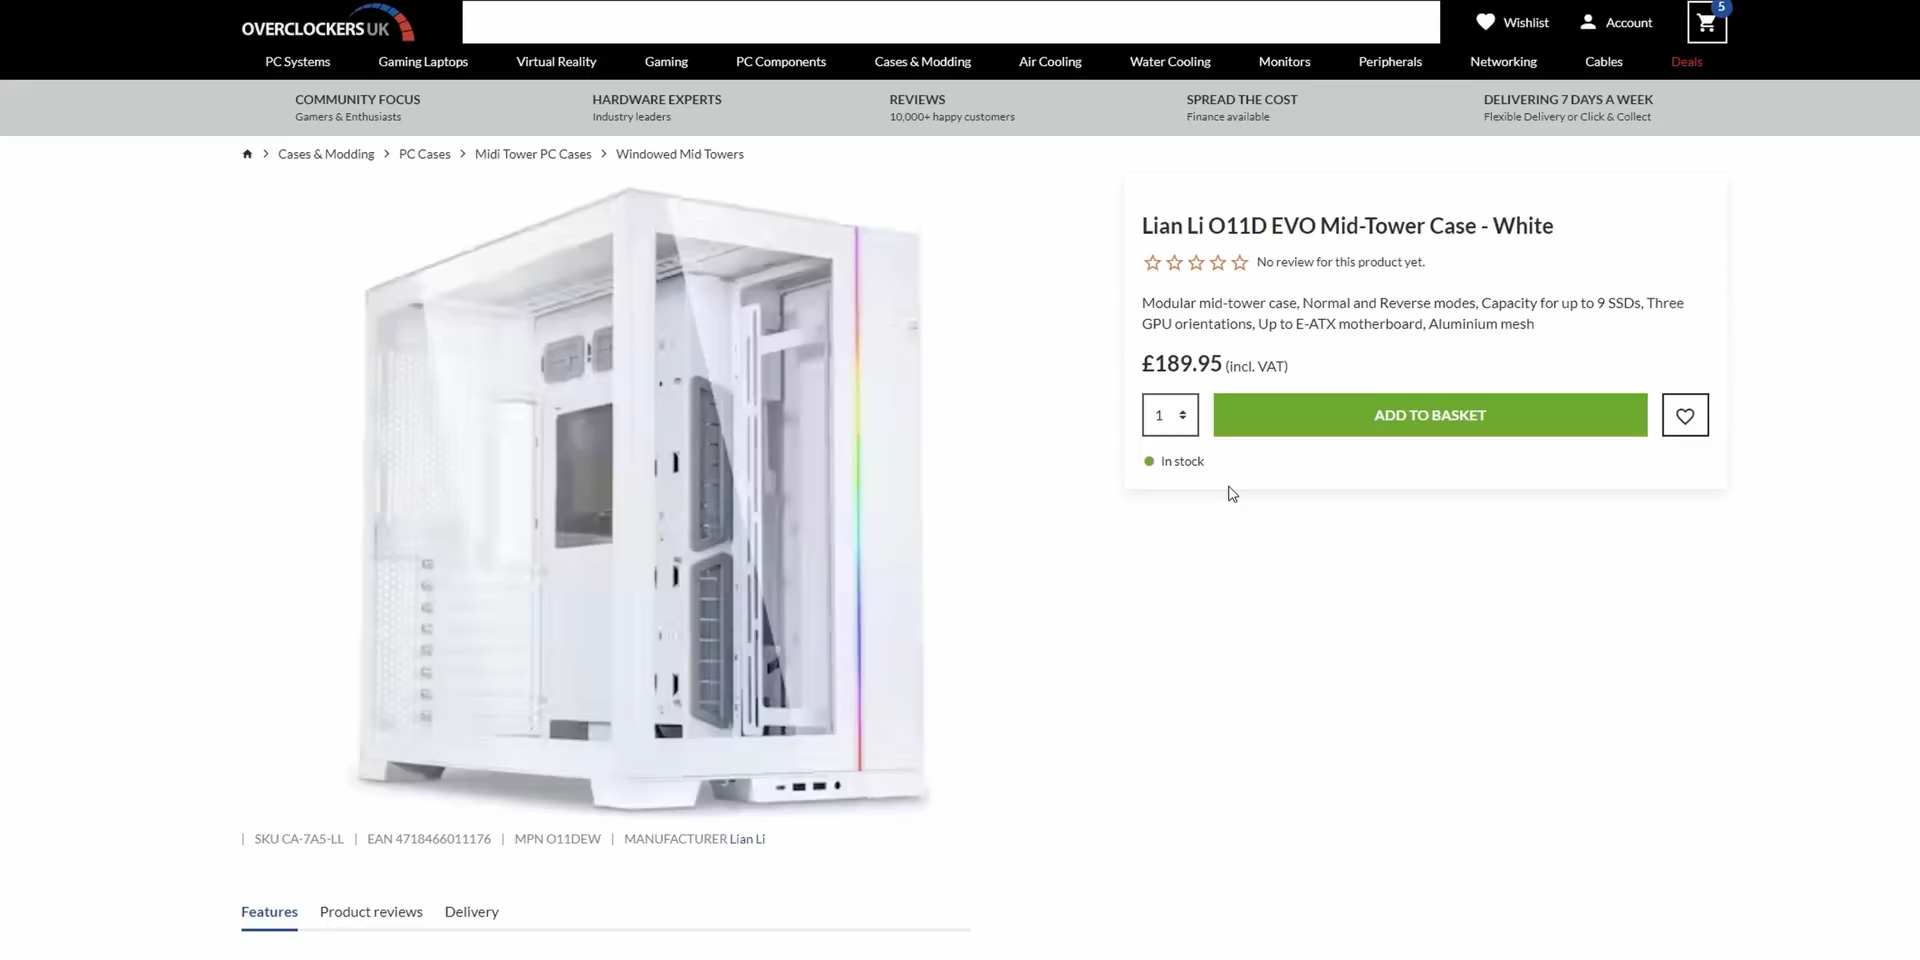 OVERCLOCKERS UK
Wishlist
Account
5
PC Systems
Gaming Laptops
Virtual Reality
Gaming
PC Components
Cases & Modding
Air Cooling
Water Cooling
Monitors
Peripherals
Networking
Cables
Deals
COMMUNITY FOCUS
Gamers & Enthusiasts
HARDWARE EXPERTS
Industry leaders
REVIEWS
10,000+ happy customers
SPREAD THE COST
Finance available
DELIVERING 7 DAYS A WEEK
Flexible Delivery or Click & Collect
Cases & Modding > PC Cases > Midi Tower PC Cases > Windowed Mid Towers
Lian Li O11D EVO Mid-Tower Case - White
No review for this product yet.
Modular mid-tower case, Normal and Reverse modes, Capacity for up to 9 SSDs, Three
GPU orientations, Up to E-ATX motherboard, Aluminium mesh
£189.95 (incl. VAT)
1
ADD TO BASKET
In stock
| SKU CA-7A5-LL | EAN 4718466011176 | MPN O11DEW | MANUFACTURER Lian Li
Features
Product reviews
Delivery